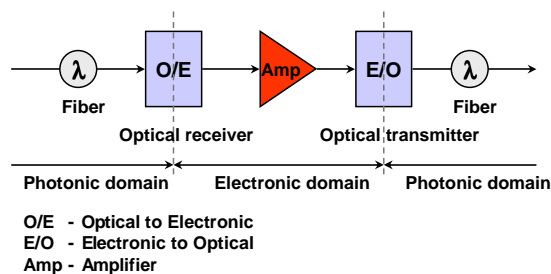 λ O/E Amp E/O λ
Fiber Fiber
Optical receiver Optical transmitter
Photonic domain Electronic domain Photonic domain
O/E - Optical to Electronic
E/O - Electronic to Optical
Amp - Amplifier